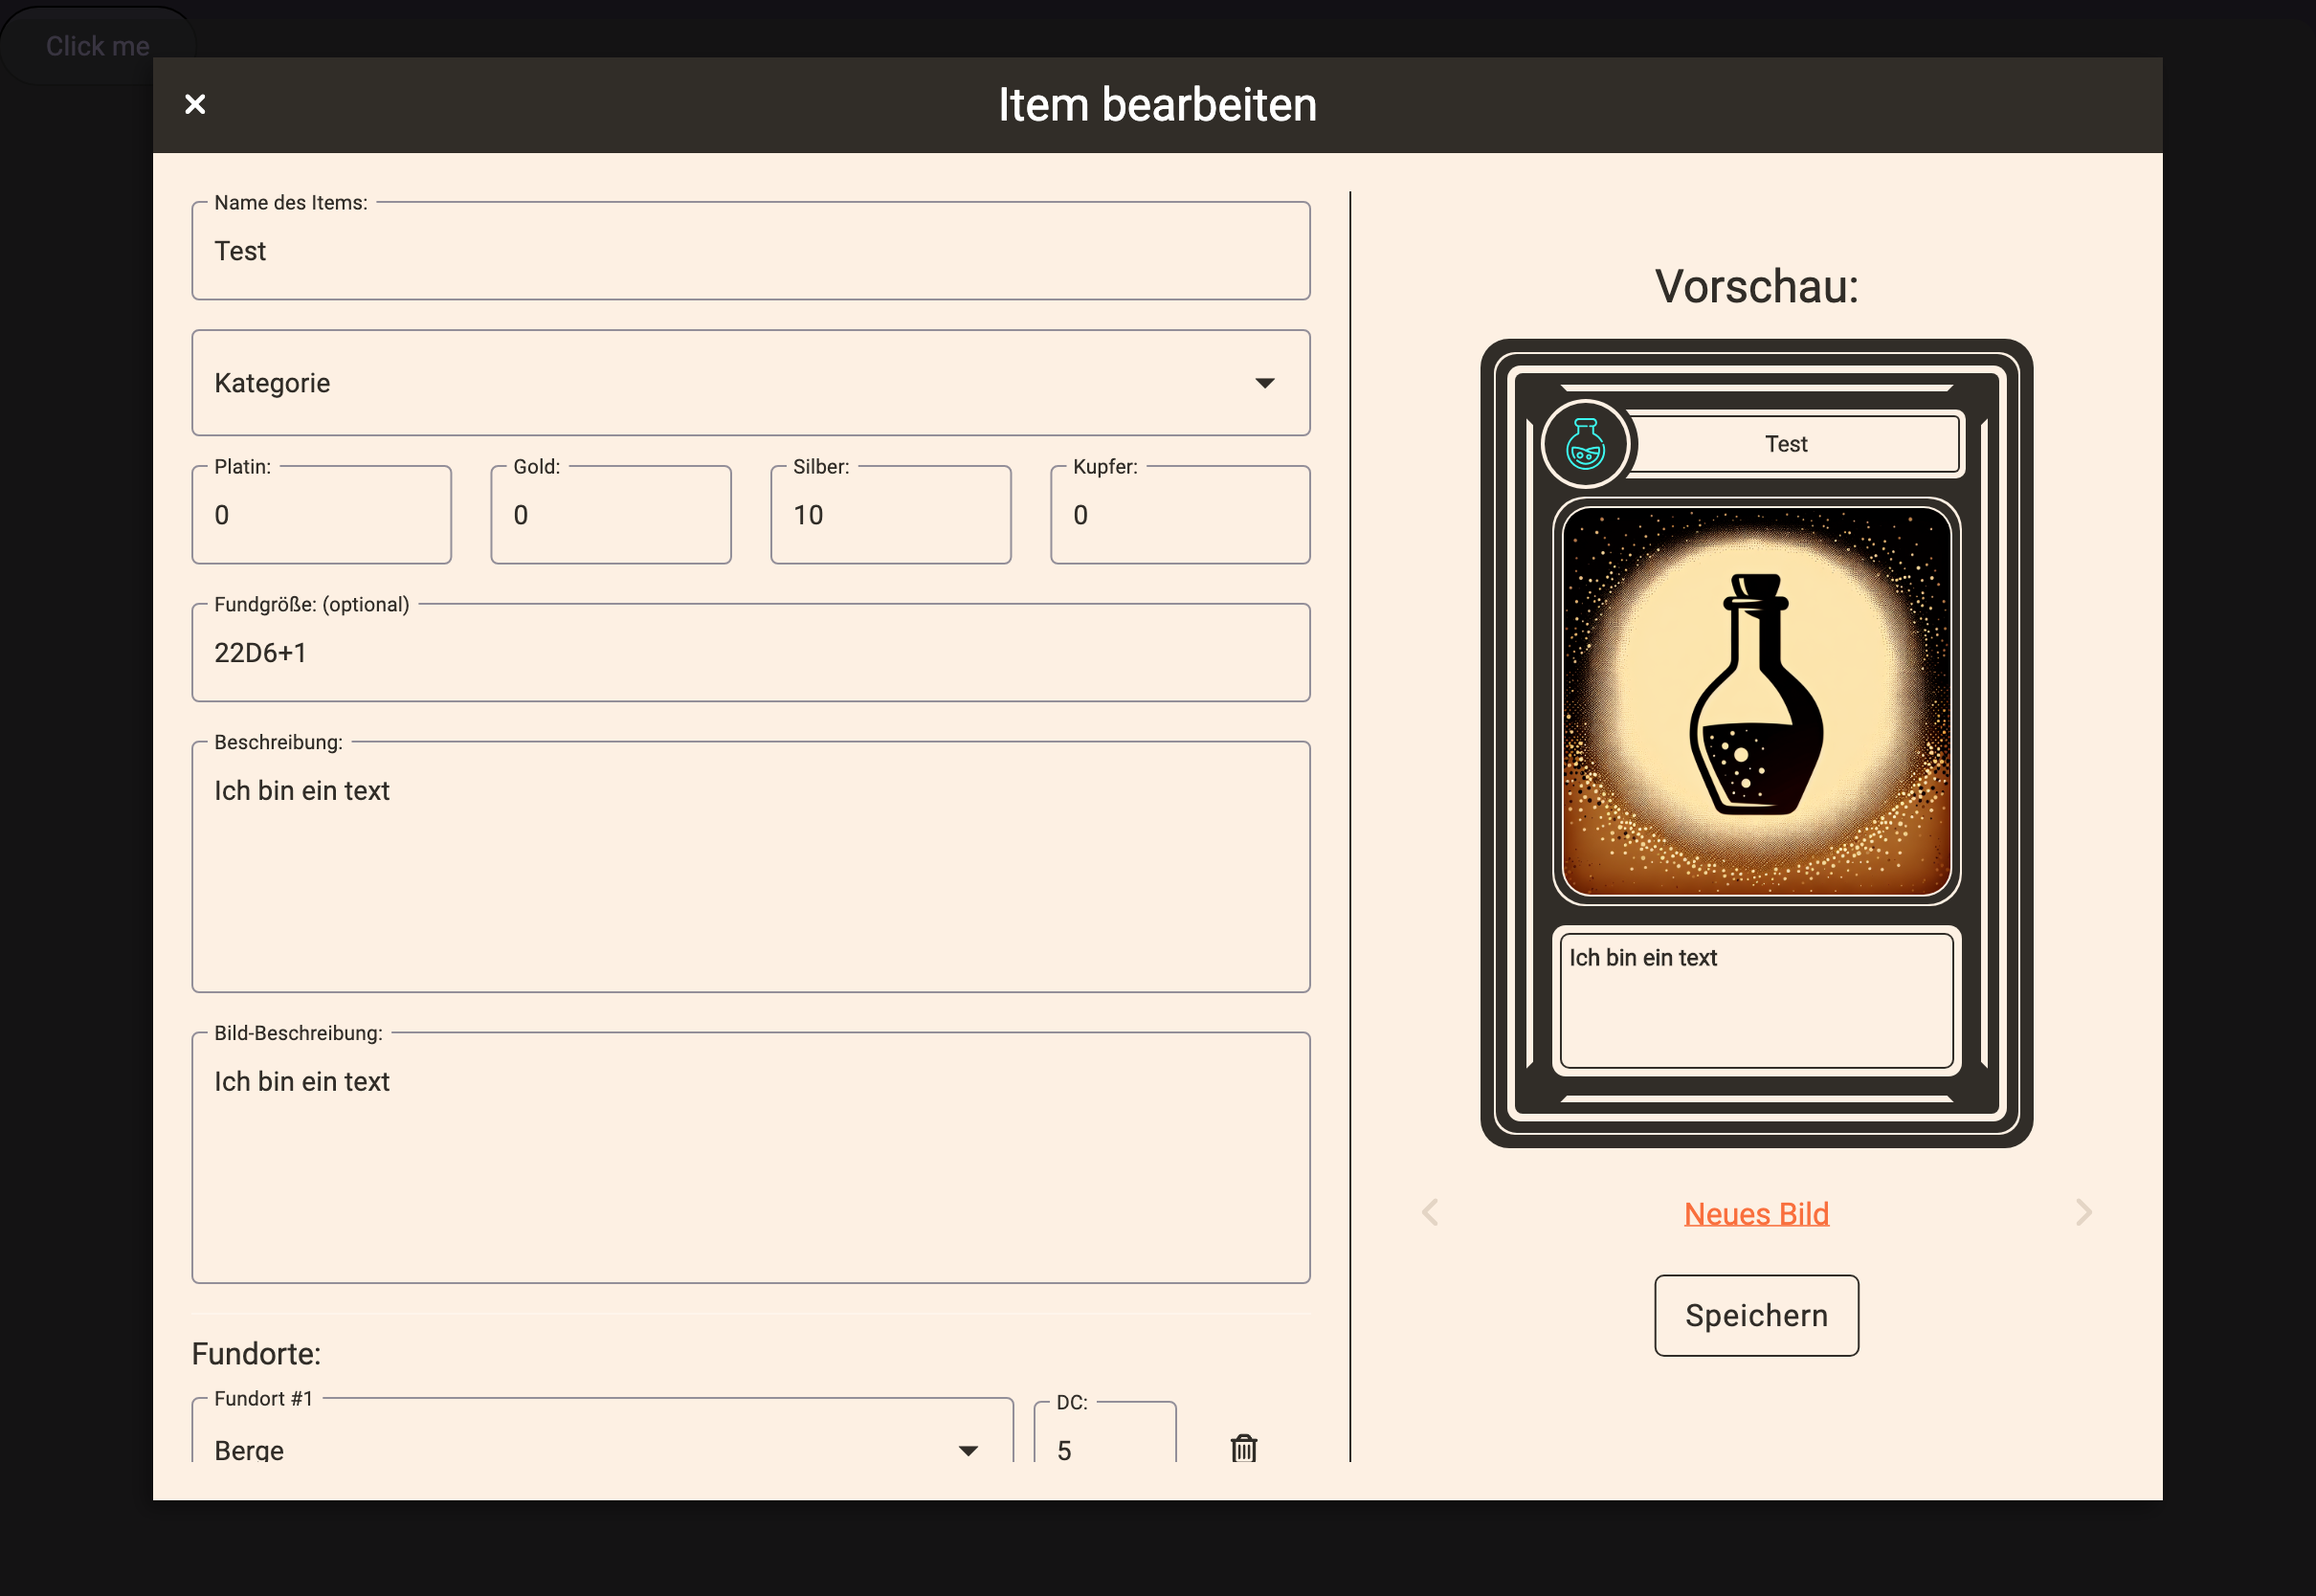 Click me
Item bearbeiten
Name des Items:
Test
Kategorie
Platin:
0
Gold:
0
Silber:
10
Kupfer:
0
Fundgröße: (optional)
22D6+1
Beschreibung:
Ich bin ein text
Bild-Beschreibung:
Ich bin ein text
Fundorte:
Fundort #1
Berge
DC:
5
Vorschau:
Test
Ich bin ein text
Neues Bild
Speichern